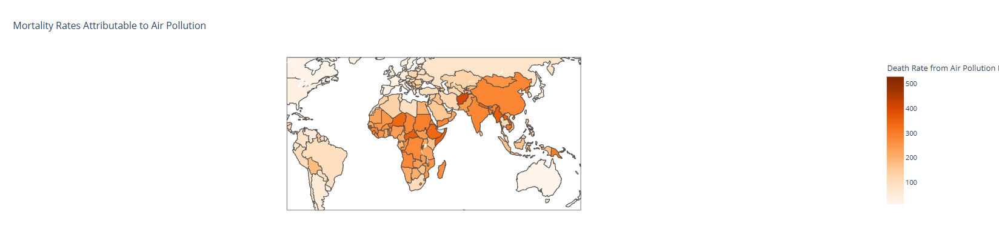 Mortality Rates Attributable to Air Pollution
Death Rate from Air Pollution
500
400
300
200
100